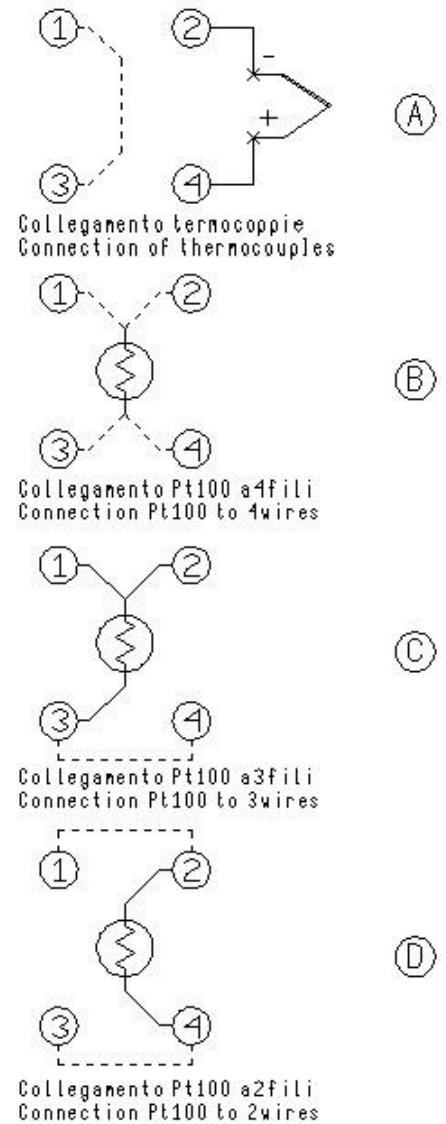 1 2
-
+
A
3 4
Collegamento termocoppie
Connection of thermocouples
1 2
B
3 4
Collegamento Pt100 a4fili
Connection Pt100 to 4wires
1 2
C
3 4
Collegamento Pt100 a3fili
Connection Pt100 to 3wires
1 2
D
3 4
Collegamento Pt100 a2fili
Connection Pt100 to 2wires